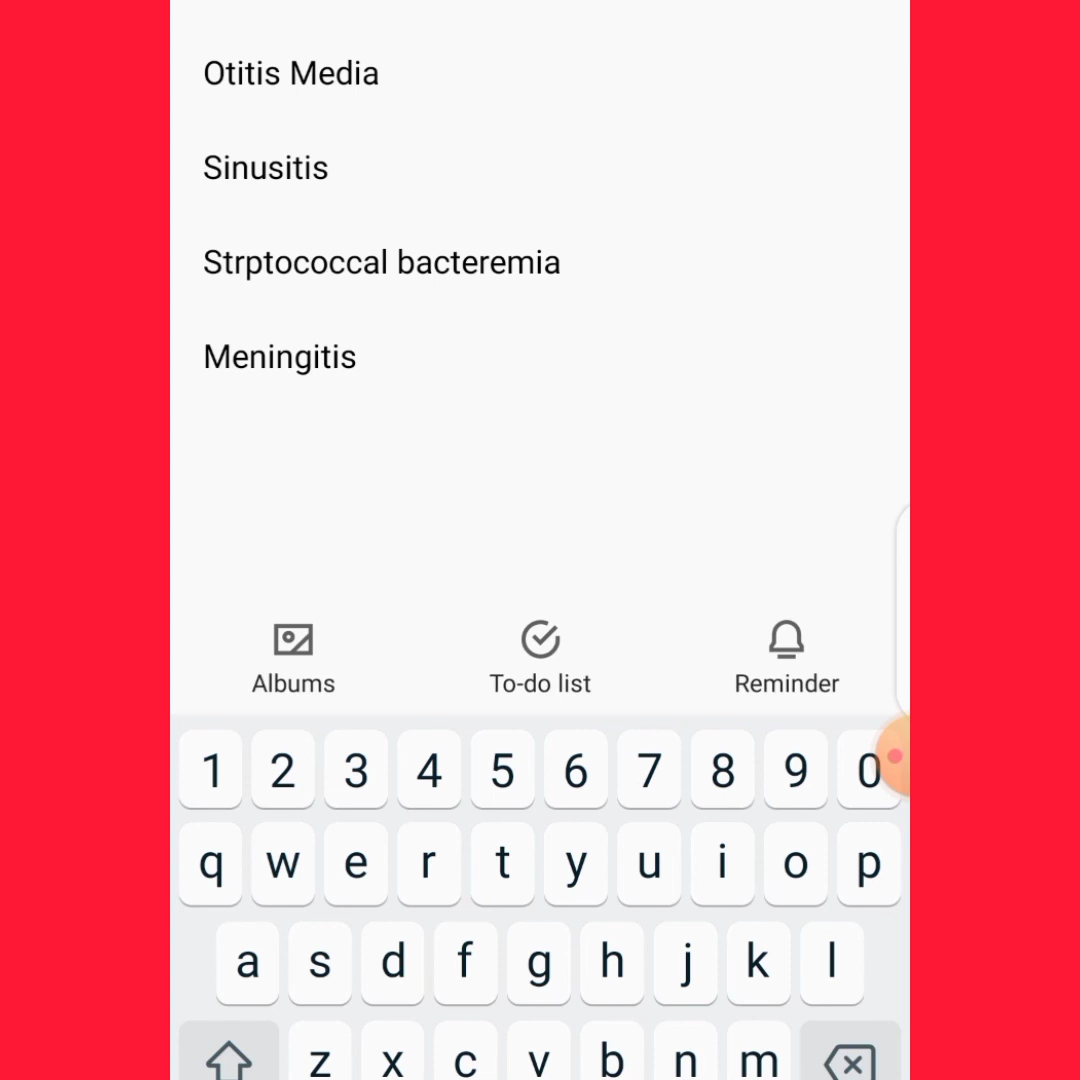 Otitis Media
Sinusitis
Strptococcal bacteremia
Meningitis
Albums To-do list Reminder
1 2 3 4 5 6 7 8 9 0
q w e r t y u i o p
a s d f g h j k l
z x c v b n m